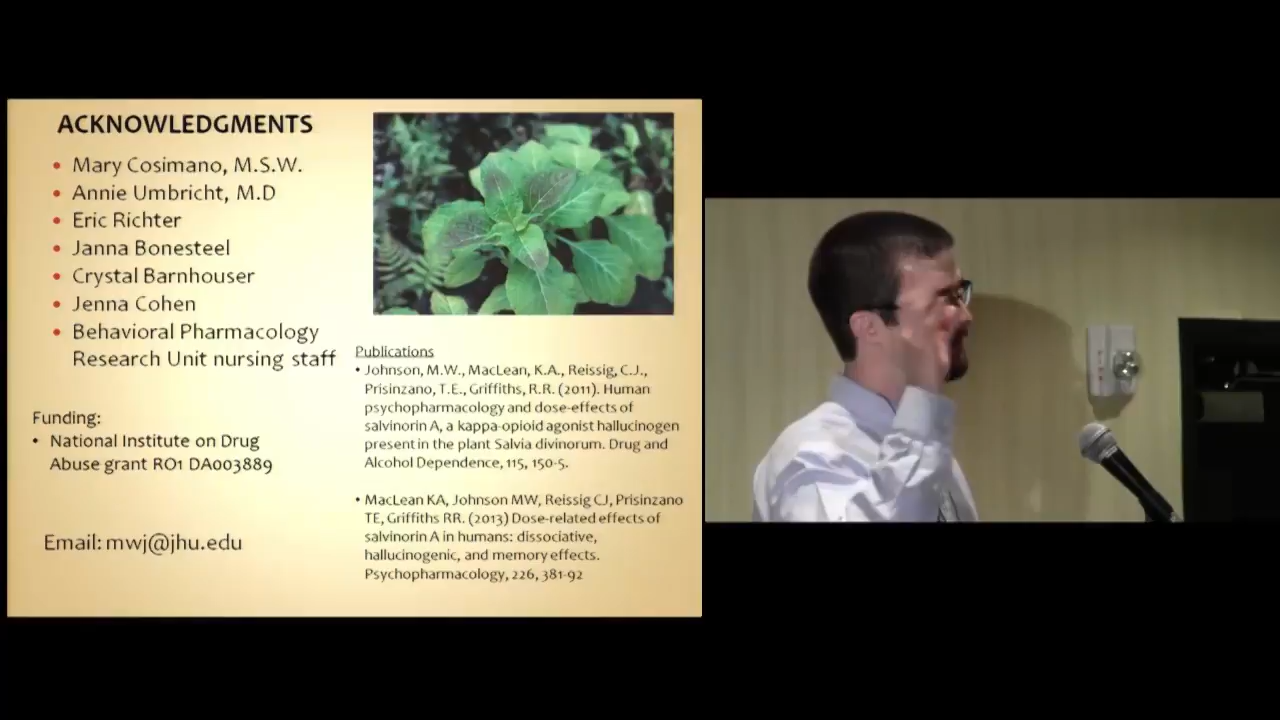 ACKNOWLEDGMENTS
• Mary Cosimano, M.S.W.
• Annie Umbricht, M.D
• Eric Richter
• Janna Bonesteel
• Crystal Barnhouser
• Jenna Cohen
• Behavioral Pharmacology
Research Unit nursing staff
Funding:
• National Institute on Drug
Abuse grant RO1 DA003889
Email: mwj@jhu.edu
Publications
• Johnson, M.W., MacLean, K.A., Reissig, C.J.,
Prisinzano, T.E., Griffiths, R.R. (2011). Human
psychopharmacology and dose-effects of
salvinorin A, a kappa-opioid agonist hallucinogen
present in the plant Salvia divinorum. Drug and
Alcohol Dependence, 115, 150-5.
• MacLean KA, Johnson MW, Reissig CJ, Prisinzano
TE, Griffiths RR. (2013) Dose-related effects of
salvinorin A in humans: dissociative,
hallucinogenic, and memory effects.
Psychopharmacology, 226, 381-92